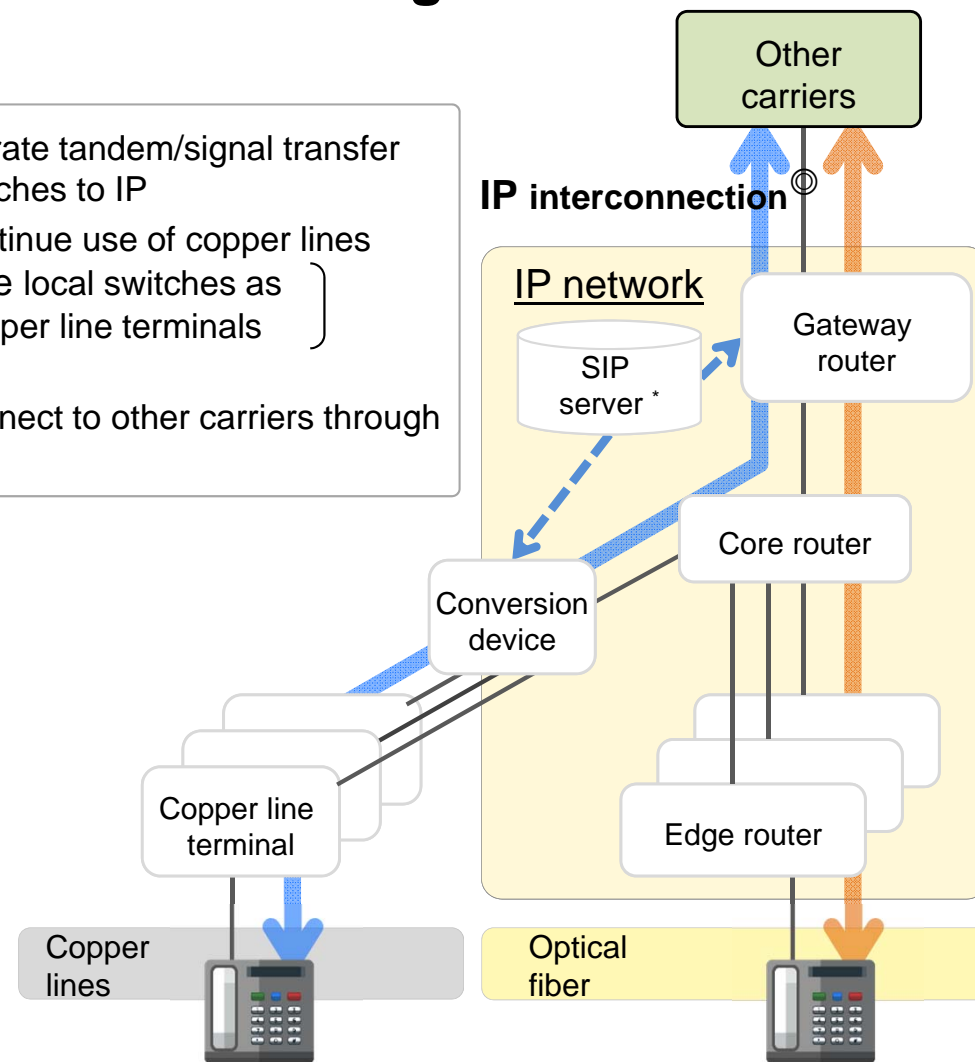 g
Other
carriers
rate tandem/signal transfer
ches to IP
tinue use of copper lines
e local switches as
per line terminals
nect to other carriers through
IP interconnection
IP network
Gateway
router
SIP
server *
Core router
Conversion
device
Copper line
terminal
Edge router
Copper
lines
Optical
fiber